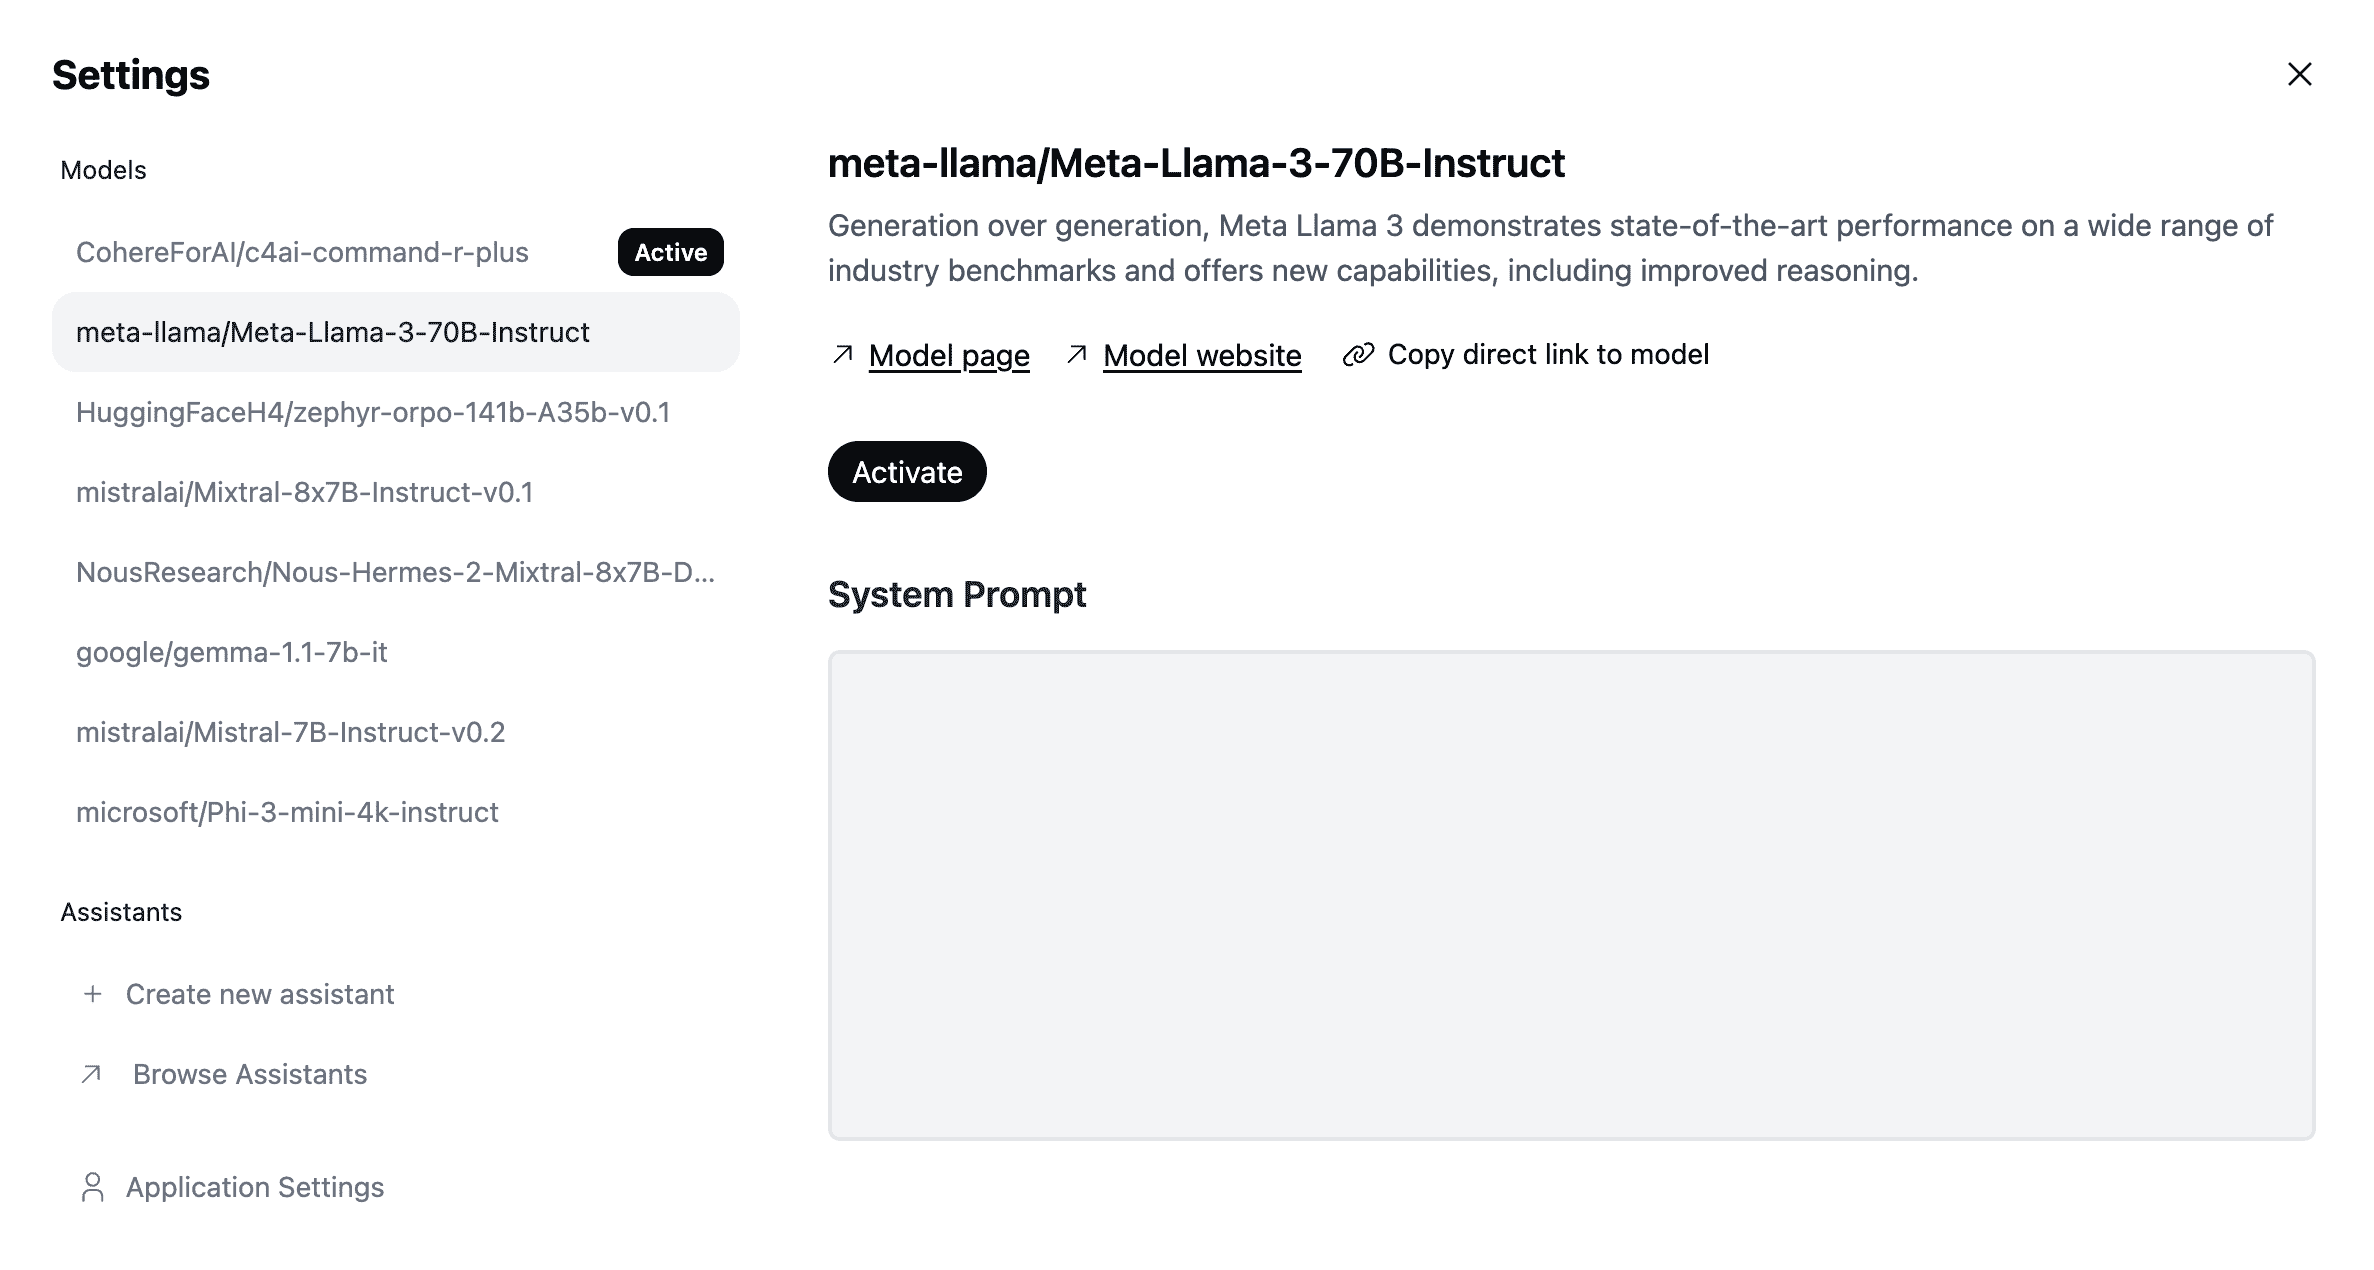 Settings
Models
CohereForAI/c4ai-command-r-plus
Active
meta-llama/Meta-Llama-3-70B-Instruct
HuggingFaceH4/zephyr-orpo-141b-A35b-v0.1
mistralai/Mixtral-8x7B-Instruct-v0.1
NousResearch/Nous-Hermes-2-Mixtral-8x7B-D...
google/gemma-1.1-7b-it
mistralai/Mistral-7B-Instruct-v0.2
microsoft/Phi-3-mini-4k-instruct
Assistants
Create new assistant
Browse Assistants
Application Settings
meta-llama/Meta-Llama-3-70B-Instruct
Generation over generation, Meta Llama 3 demonstrates state-of-the-art performance on a wide range of
industry benchmarks and offers new capabilities, including improved reasoning.
Model page
Model website
Copy direct link to model
Activate
System Prompt